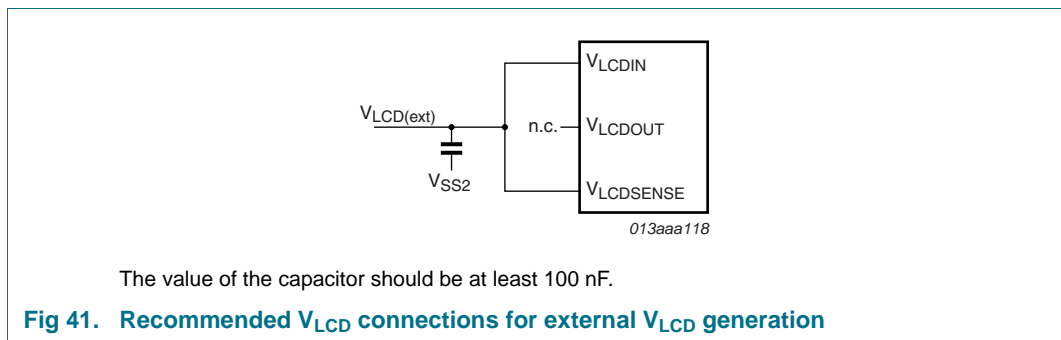 VLCDIN
VLCD(ext)
n.c.
VLCDOUT
VSS2
VLCDSENSE
013aaa118
The value of the capacitor should be at least 100 nF.
Fig 41. Recommended VLCD connections for external VLCD generation